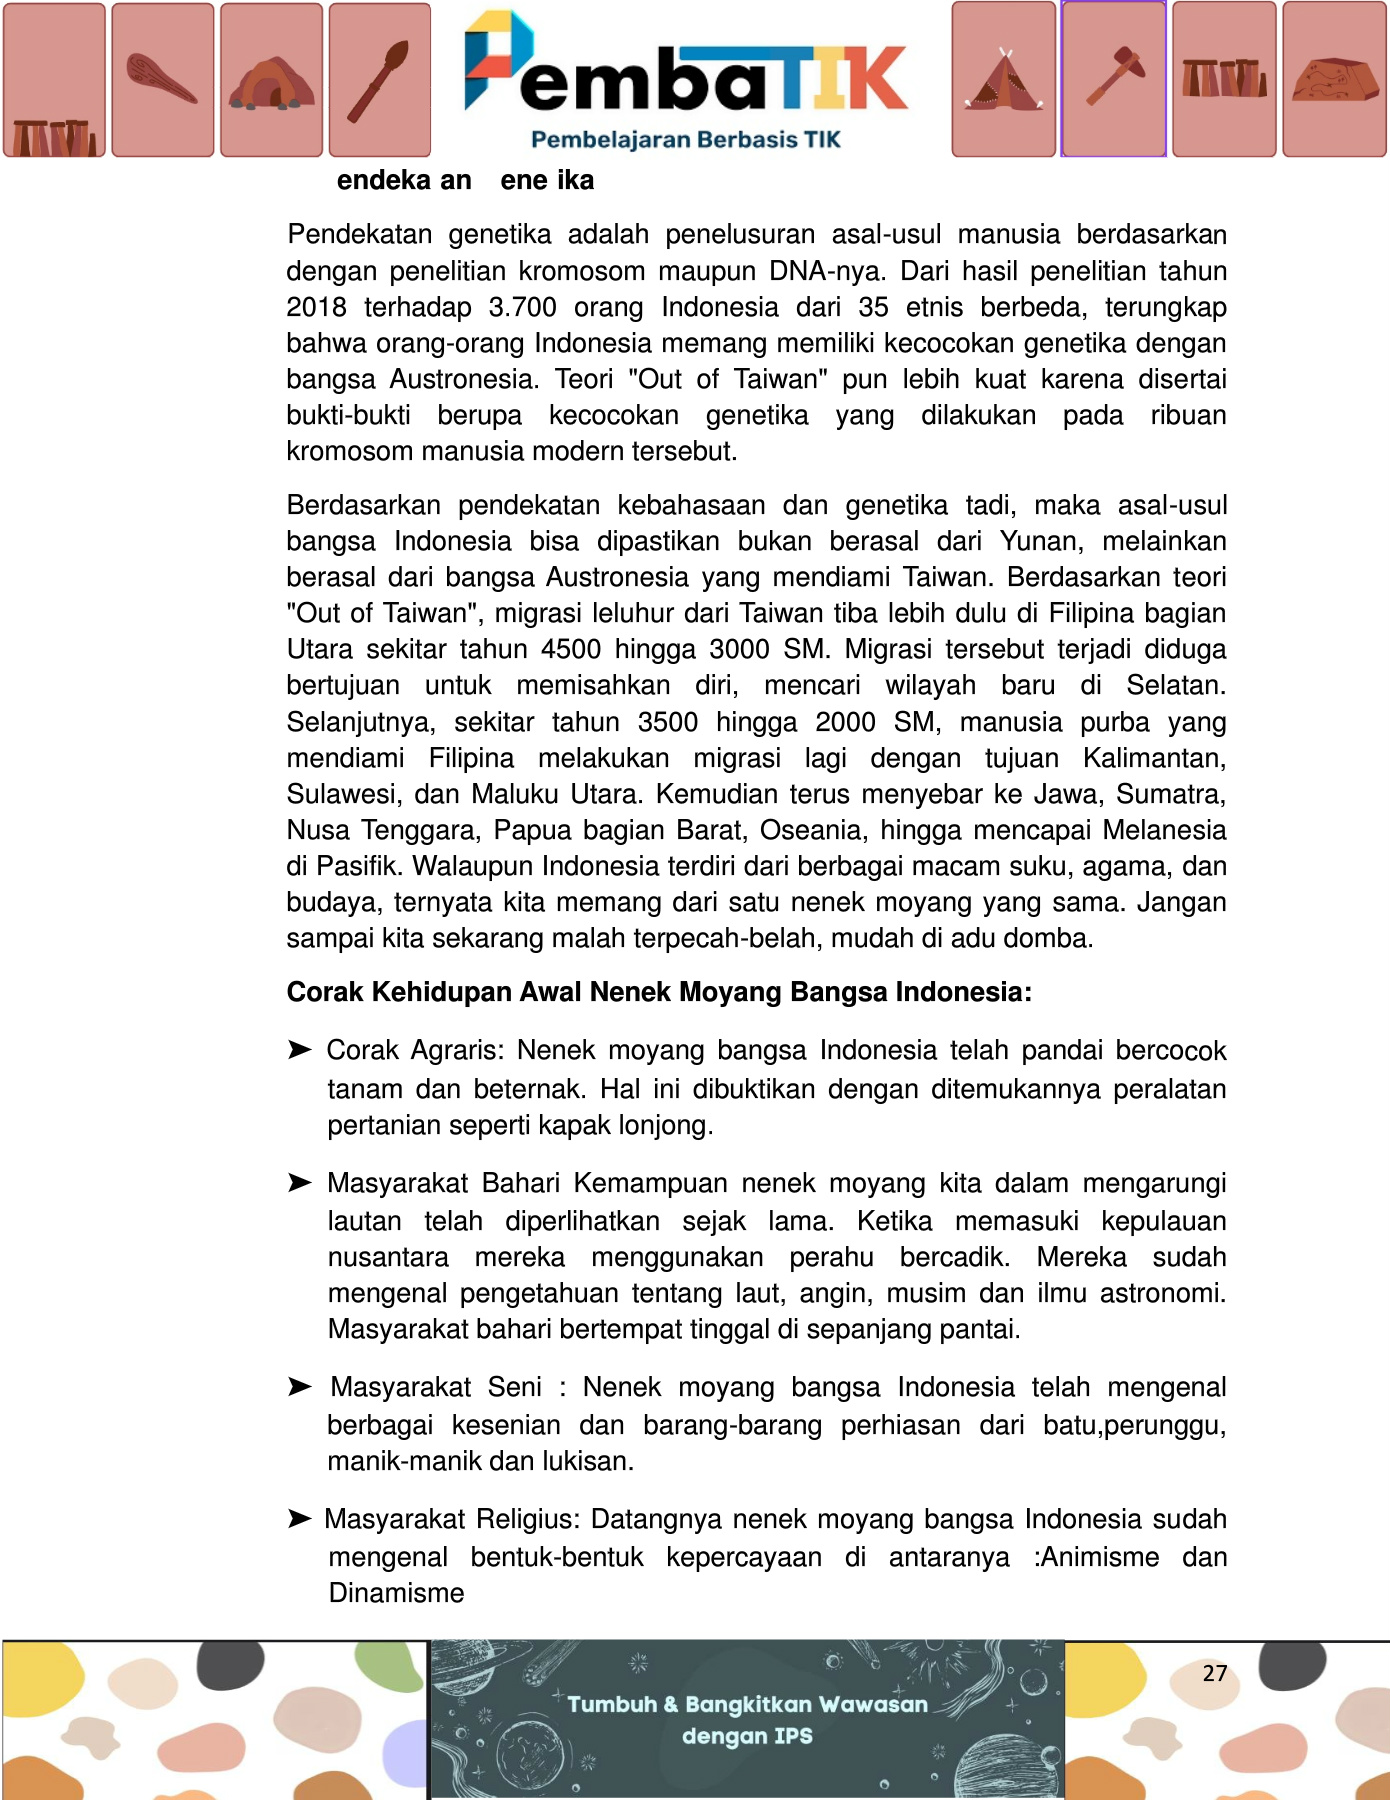 PembaTIK
Pembelajaran Berbasis TIK
endeka an ene ika
Pendekatan genetika adalah penelusuran asal-usul manusia berdasarkan
dengan penelitian kromosom maupun DNA-nya. Dari hasil penelitian tahun
2018 terhadap 3.700 orang Indonesia dari 35 etnis berbeda, terungkap
bahwa orang-orang Indonesia memang memiliki kecocokan genetika dengan
bangsa Austronesia. Teori "Out of Taiwan" pun lebih kuat karena disertai
bukti-bukti berupa kecocokan genetika yang dilakukan pada ribuan
kromosom manusia modern tersebut.
Berdasarkan pendekatan kebahasaan dan genetika tadi, maka asal-usul
bangsa Indonesia bisa dipastikan bukan berasal dari Yunan, melainkan
berasal dari bangsa Austronesia yang mendiami Taiwan. Berdasarkan teori
"Out of Taiwan", migrasi leluhur dari Taiwan tiba lebih dulu di Filipina bagian
Utara sekitar tahun 4500 hingga 3000 SM. Migrasi tersebut terjadi diduga
bertujuan untuk memisahkan diri, mencari wilayah baru di Selatan.
Selanjutnya, sekitar tahun 3500 hingga 2000 SM, manusia purba yang
mendiami Filipina melakukan migrasi lagi dengan tujuan Kalimantan,
Sulawesi, dan Maluku Utara. Kemudian terus menyebar ke Jawa, Sumatra,
Nusa Tenggara, Papua bagian Barat, Oseania, hingga mencapai Melanesia
di Pasifik. Walaupun Indonesia terdiri dari berbagai macam suku, agama, dan
budaya, ternyata kita memang dari satu nenek moyang yang sama. Jangan
sampai kita sekarang malah terpecah-belah, mudah di adu domba.
Corak Kehidupan Awal Nenek Moyang Bangsa Indonesia:
➤ Corak Agraris: Nenek moyang bangsa Indonesia telah pandai bercocok
tanam dan beternak. Hal ini dibuktikan dengan ditemukannya peralatan
pertanian seperti kapak lonjong.
➤ Masyarakat Bahari Kemampuan nenek moyang kita dalam mengarungi
lautan telah diperlihatkan sejak lama. Ketika memasuki kepulauan
nusantara mereka menggunakan perahu bercadik. Mereka sudah
mengenal pengetahuan tentang laut, angin, musim dan ilmu astronomi.
Masyarakat bahari bertempat tinggal di sepanjang pantai.
➤ Masyarakat Seni : Nenek moyang bangsa Indonesia telah mengenal
berbagai kesenian dan barang-barang perhiasan dari batu,perunggu,
manik-manik dan lukisan.
➤ Masyarakat Religius: Datangnya nenek moyang bangsa Indonesia sudah
mengenal bentuk-bentuk kepercayaan di antaranya :Animisme dan
Dinamisme
27
Tumbuh & Bangkitkan Wawasan
dengan IPS